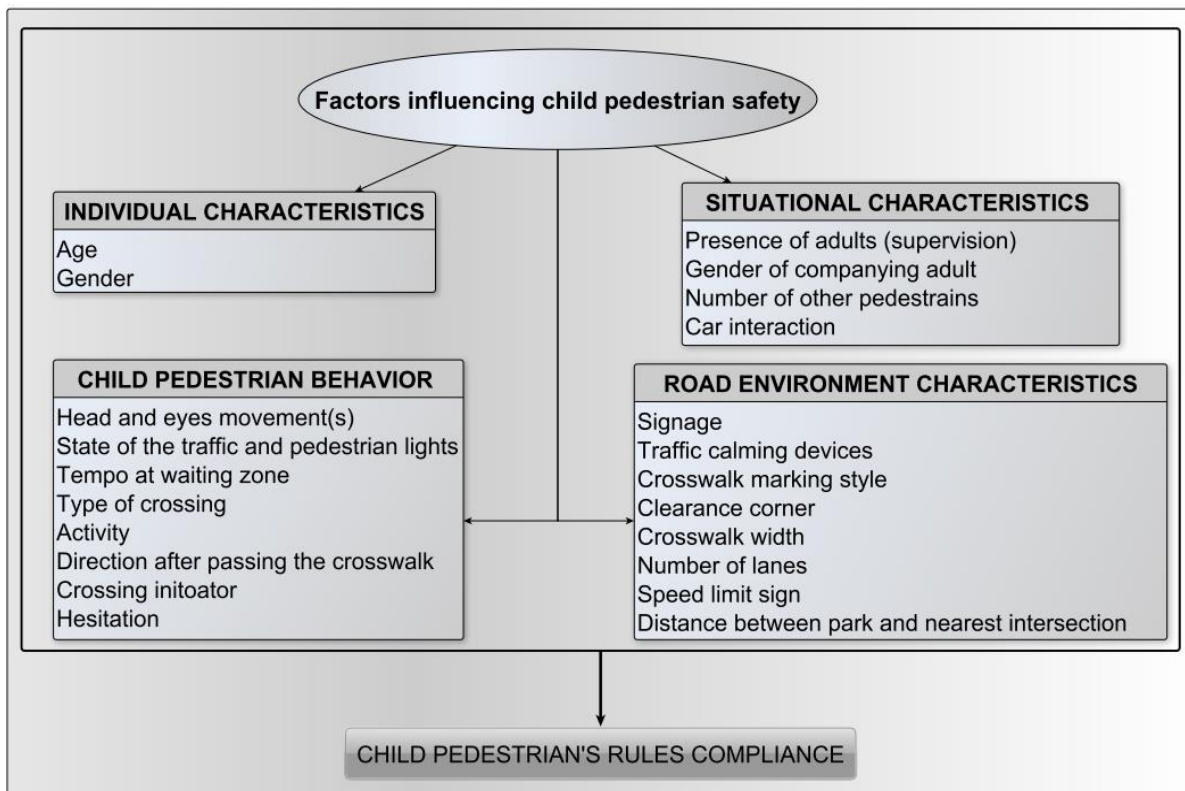 Factors influencing child pedestrian safety
INDIVIDUAL CHARACTERISTICS
Age
Gender
SITUATIONAL CHARACTERISTICS
Presence of adults (supervision)
Gender of companying adult
Number of other pedestrains
Car interaction
CHILD PEDESTRIAN BEHAVIOR
Head and eyes movement(s)
State of the traffic and pedestrian lights
Tempo at waiting zone
Type of crossing
Activity
Direction after passing the crosswalk
Crossing initoator
Hesitation
ROAD ENVIRONMENT CHARACTERISTICS
Signage
Traffic calming devices
Crosswalk marking style
Clearance corner
Crosswalk width
Number of lanes
Speed limit sign
Distance between park and nearest intersection
CHILD PEDESTRIAN'S RULES COMPLIANCE